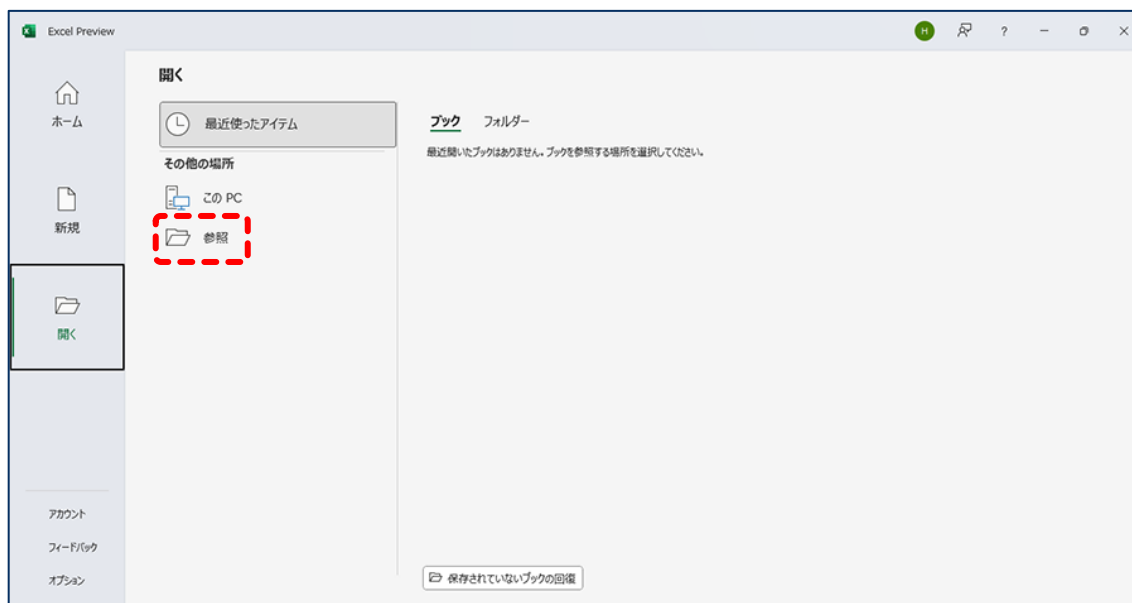 Excel Preview
H
?
ホーム
新規
開く
アカウント
フィードバック
オプション
開く
最近使ったアイテム
その他の場所
この PC
参照
ブック フォルダー
最近開いたブックはありません。ブックを参照する場所を選択してください。
保存されていないブックの回復